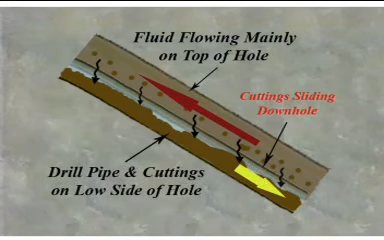 Fluid Flowing Mainly
on Top of Hole
Cuttings Sliding
Downhole
Drill Pipe & Cuttings
on Low Side of Hole